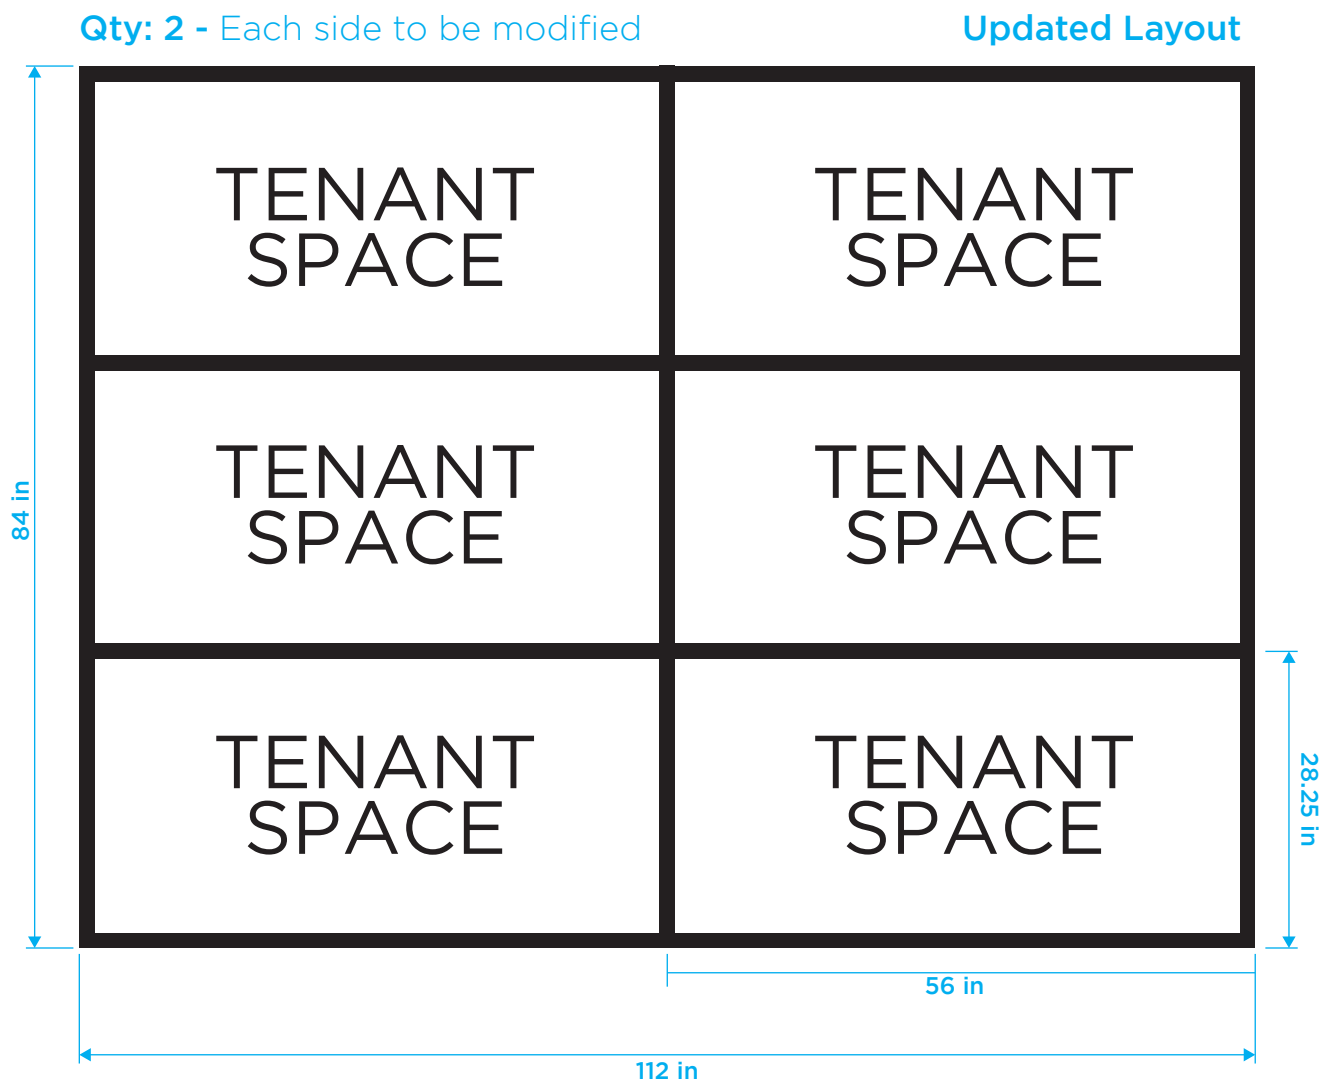 Qty: 2 - Each side to be modified
Updated Layout
TENANT
SPACE
TENANT
SPACE
TENANT
SPACE
TENANT
SPACE
TENANT
SPACE
TENANT
SPACE
84 in
28.25 in
56 in
112 in